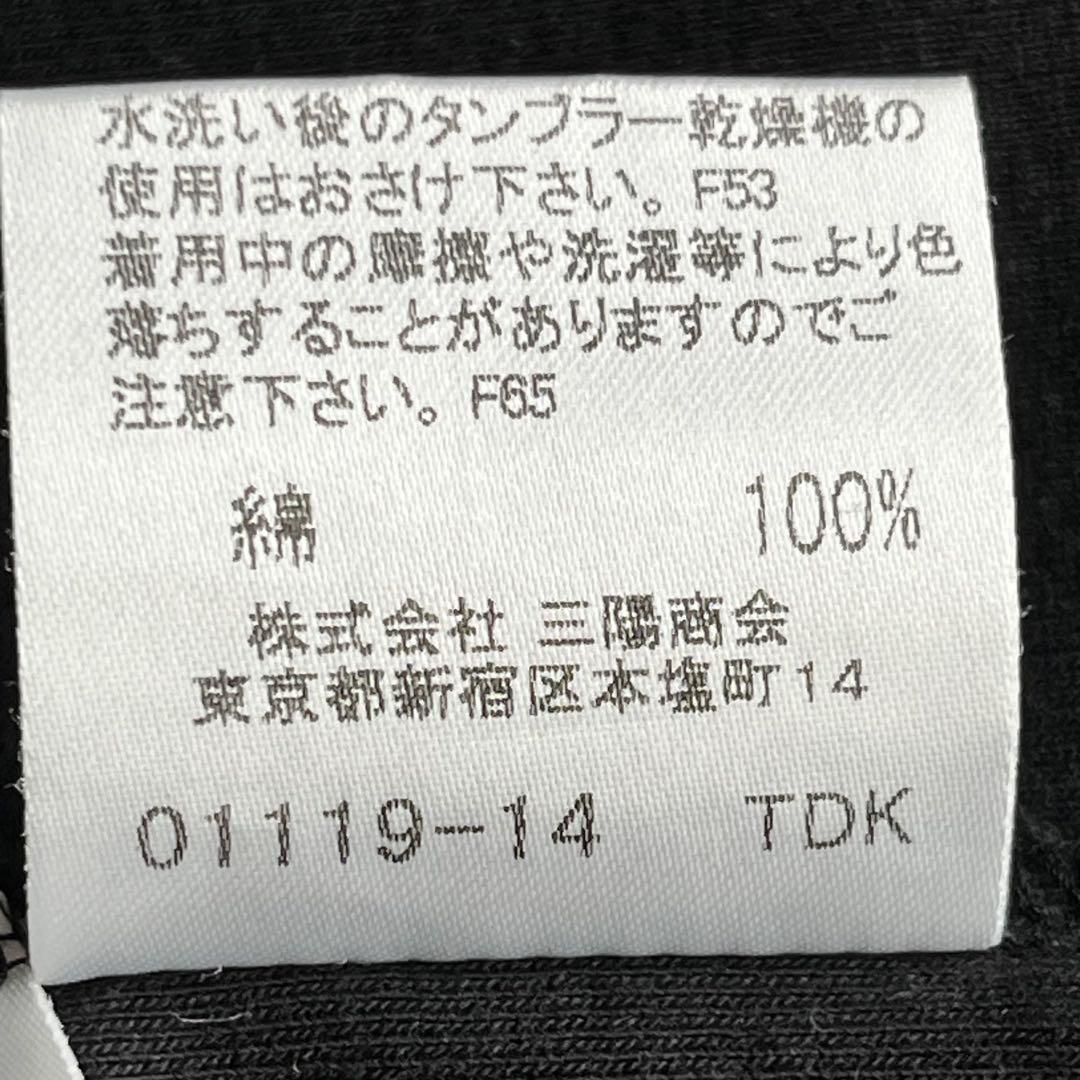 水洗い後のタンブラー乾燥機の
使用はおさけ下さい。F53
着用中の摩擦や洗濯等により色
落ちすることがありますのでご
注意下さい。F65
綿 100%
株式会社 三陽商会
東京都新宿区本塩町14
01119-14 TDK